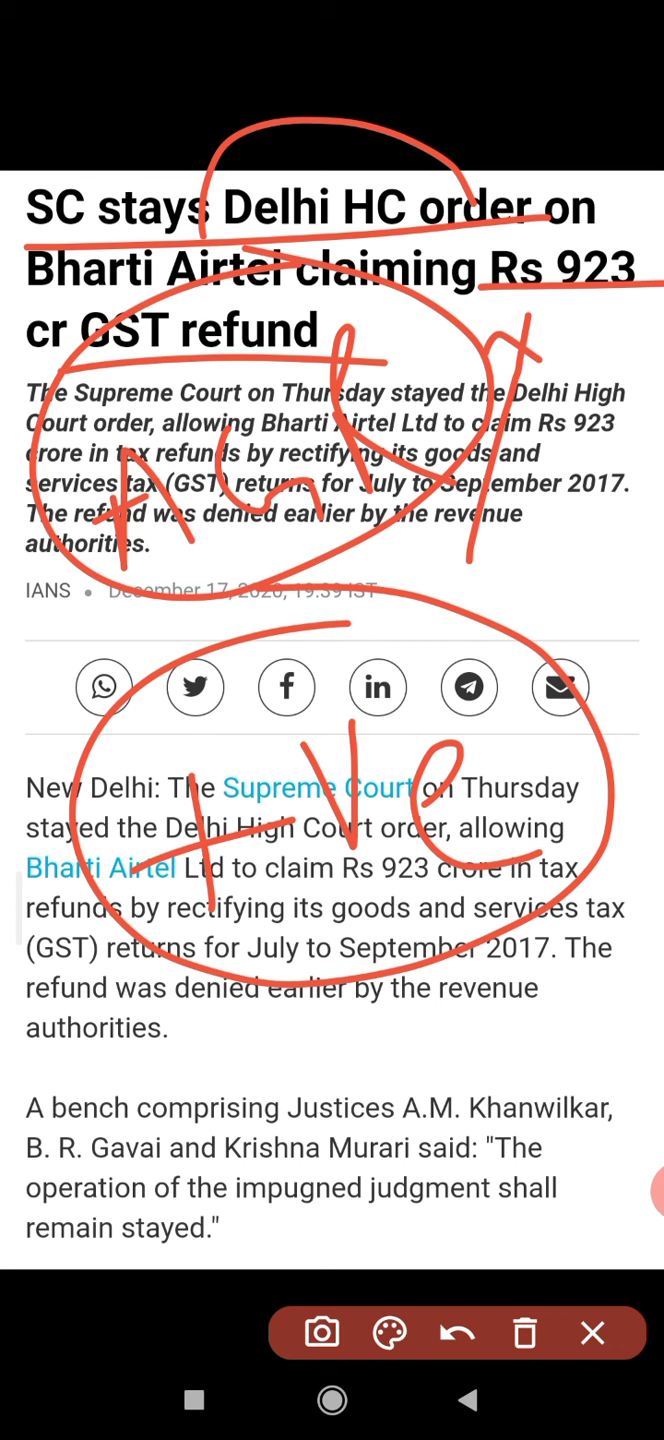 SC stays Delhi HC order on
Bharti Airtel claiming Rs 923
cr GST refund
The Supreme Court on Thursday stayed the Delhi High
Court order, allowing Bharti Airtel Ltd to claim Rs 923
crore in tax refunds by rectifying its goods and
services tax (GST) returns for July to September 2017.
The refund was denied earlier by the revenue
authorities.
IANS • December 17, 2020, 19:39 IST
New Delhi: The Supreme Court on Thursday
stayed the Delhi High Court order, allowing
Bharti Airtel Ltd to claim Rs 923 crore in tax
refunds by rectifying its goods and services tax
(GST) returns for July to September 2017. The
refund was denied earlier by the revenue
authorities.
+ve
A bench comprising Justices A.M. Khanwilkar,
B. R. Gavai and Krishna Murari said: "The
operation of the impugned judgment shall
remain stayed."